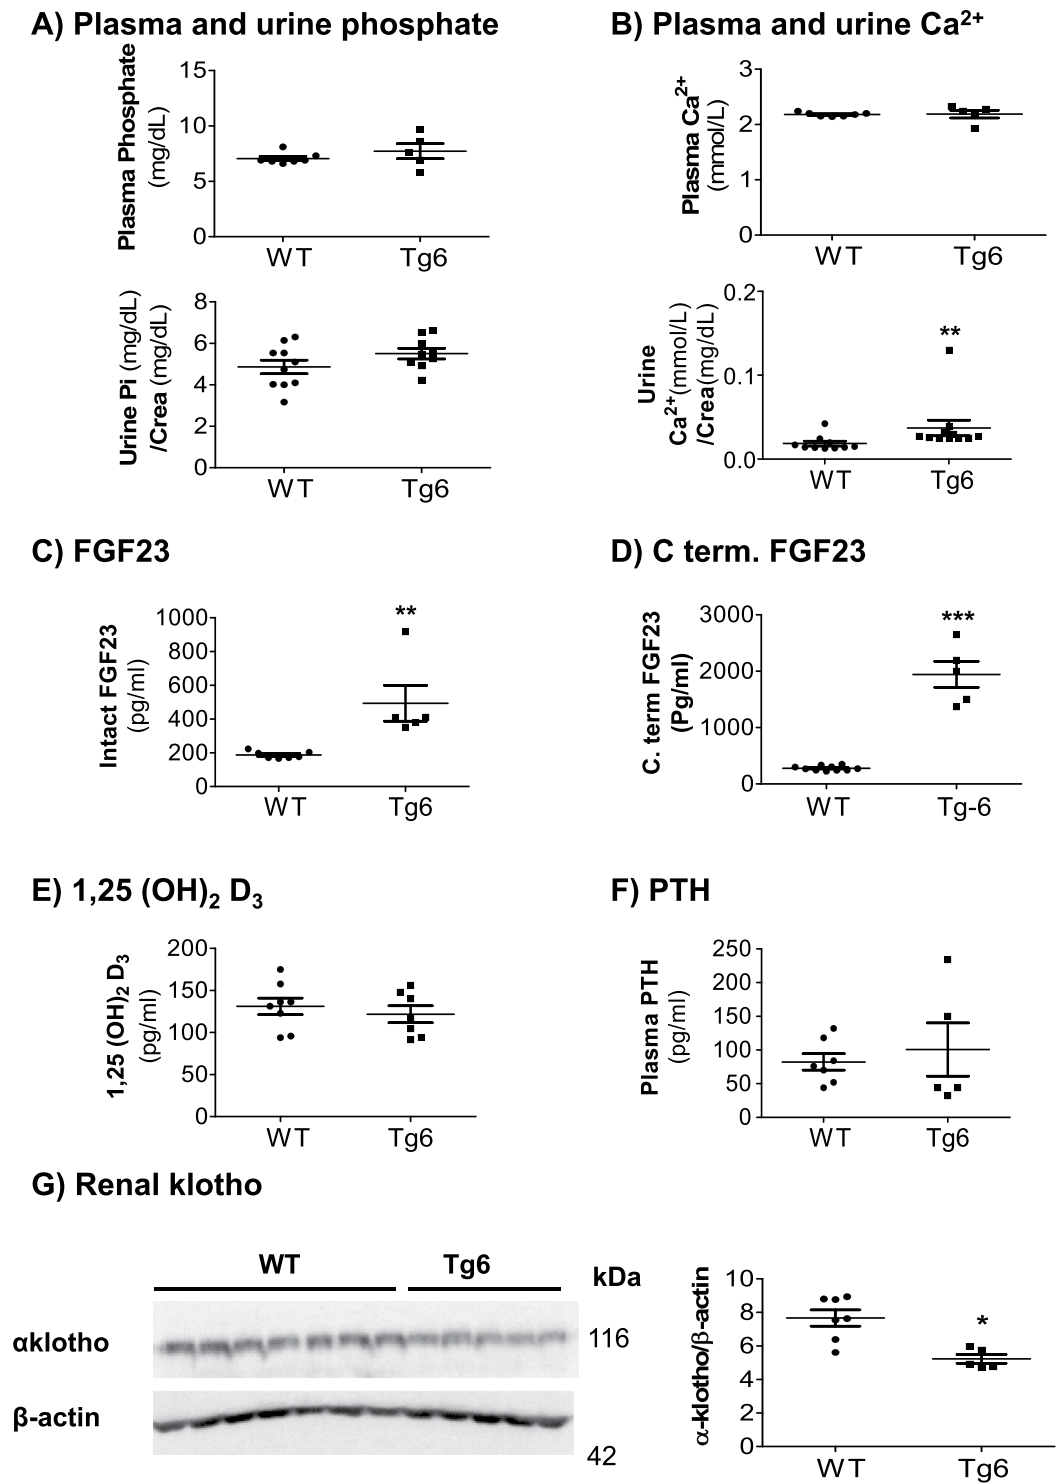 A) Plasma and urine phosphate
Plasma Phosphate
(mg/dL)
15
10
5
0
WT
Tg6
Urine Pi (mg/dL)
/Crea (mg/dL)
8
6
4
2
0
WT
Tg6
B) Plasma and urine Ca²⁺
Plasma Ca²⁺
(mmol/L)
3
2
1
0
WT
Tg6
Urine
Ca²⁺(mmol/L)
/Crea(mg/dL)
0.2
0.1
0.0
**
WT
Tg6
C) FGF23
Intact FGF23
(pg/ml)
1000
800
600
400
200
0
**
WT
Tg6
D) C term. FGF23
C. term FGF23
(Pg/ml)
3000
2000
1000
0
***
WT
Tg-6
E) 1,25 (OH)₂ D₃
1,25 (OH)₂ D₃
(pg/ml)
200
150
100
50
0
WT
Tg6
F) PTH
Plasma PTH
(pg/ml)
250
200
150
100
50
0
WT
Tg6
G) Renal klotho
WT
Tg6
kDa
αklotho
116
β-actin
42
α-klotho/β-actin
10
8
6
4
2
0
*
WT
Tg6